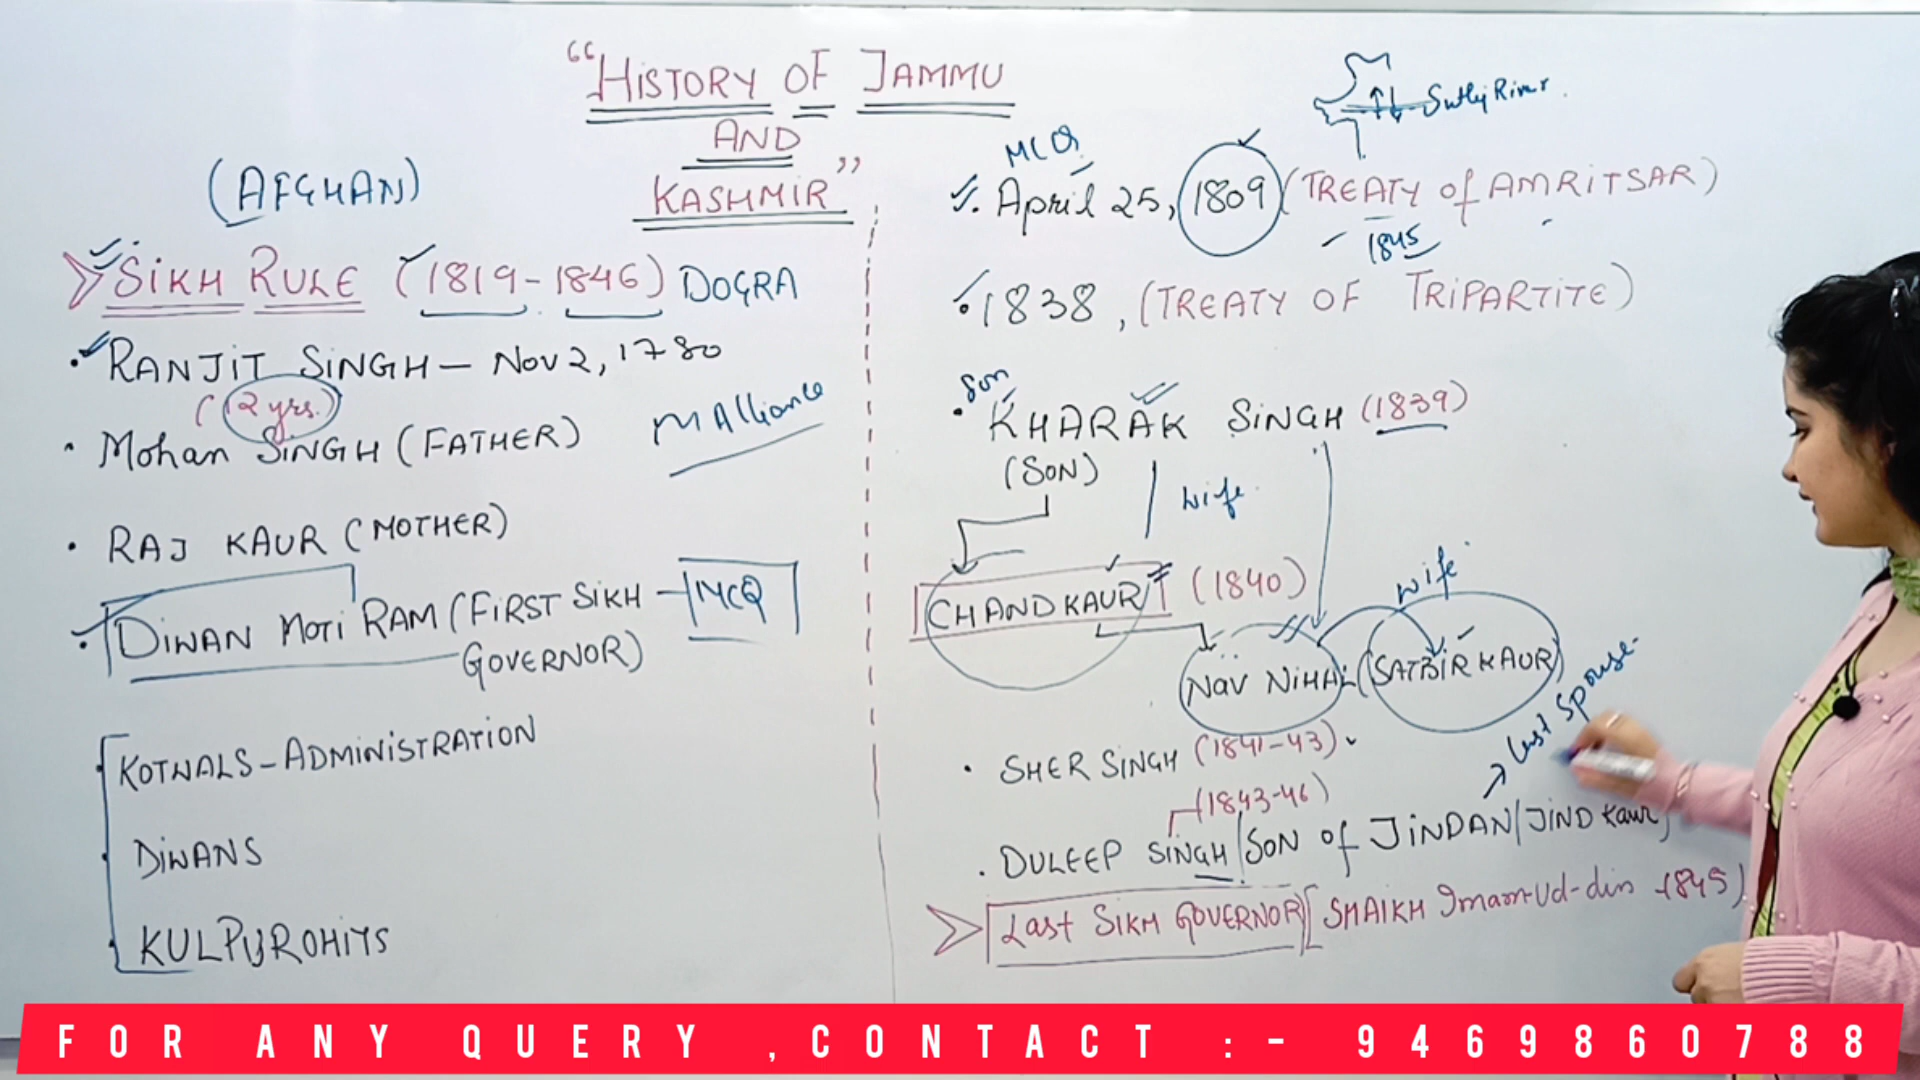 "HISTORY OF JAMMU
AND
KASHMIR"
(AFGHAN)
SIKH RULE (1819-1846) DOGRA
• RANJIT SINGH - Nov 2, 1780
(12 yrs.)
• Mohan SINGH (FATHER)
M Alliance
• RAJ KAUR (MOTHER)
• DIWAN MOTI RAM (FIRST SIKH - MCQ
GOVERNOR)
• KOTWALS - ADMINISTRATION
• DIWANS
• KULPUROHITS
Sutlej River.
MCQ
• April 25, 1809 (TREATY of AMRITSAR)
1845
• 1838, (TREATY OF TRIPARTITE)
Son
• KHARAK SINGH (1839)
(SON)
wife
CHANDKAUR (1840)
wife
NAV NIHAL (SATBIR KAUR)
Last Spouse
• SHER SINGH (1841-43)
(1843-46)
• DULEEP SINGH / SON of JINDAN / JIND Kaur)
Last SIKH GOVERNOR [SHAIKH Imam-Ud-din 1845)
FOR ANY QUERY ,CONTACT :- 9469860788